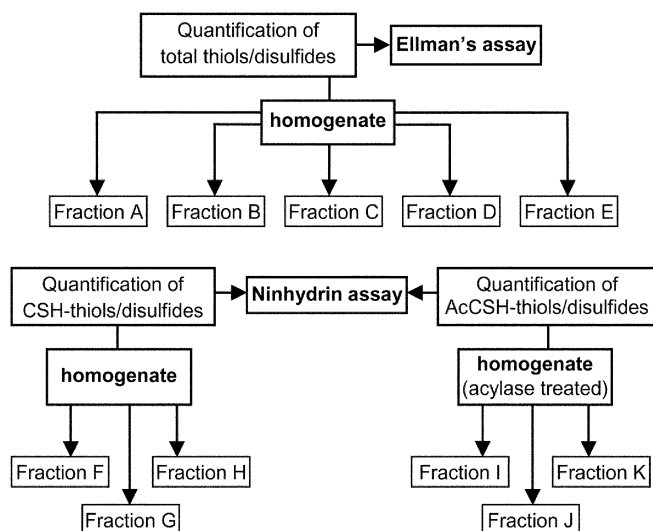 Quantification of
total thiols/disulfides
Ellman's assay
homogenate
Fraction A
Fraction B
Fraction C
Fraction D
Fraction E
Quantification of
CSH-thiols/disulfides
Ninhydrin assay
Quantification of
AcCSH-thiols/disulfides
homogenate
homogenate
(acylase treated)
Fraction F
Fraction H
Fraction G
Fraction I
Fraction K
Fraction J